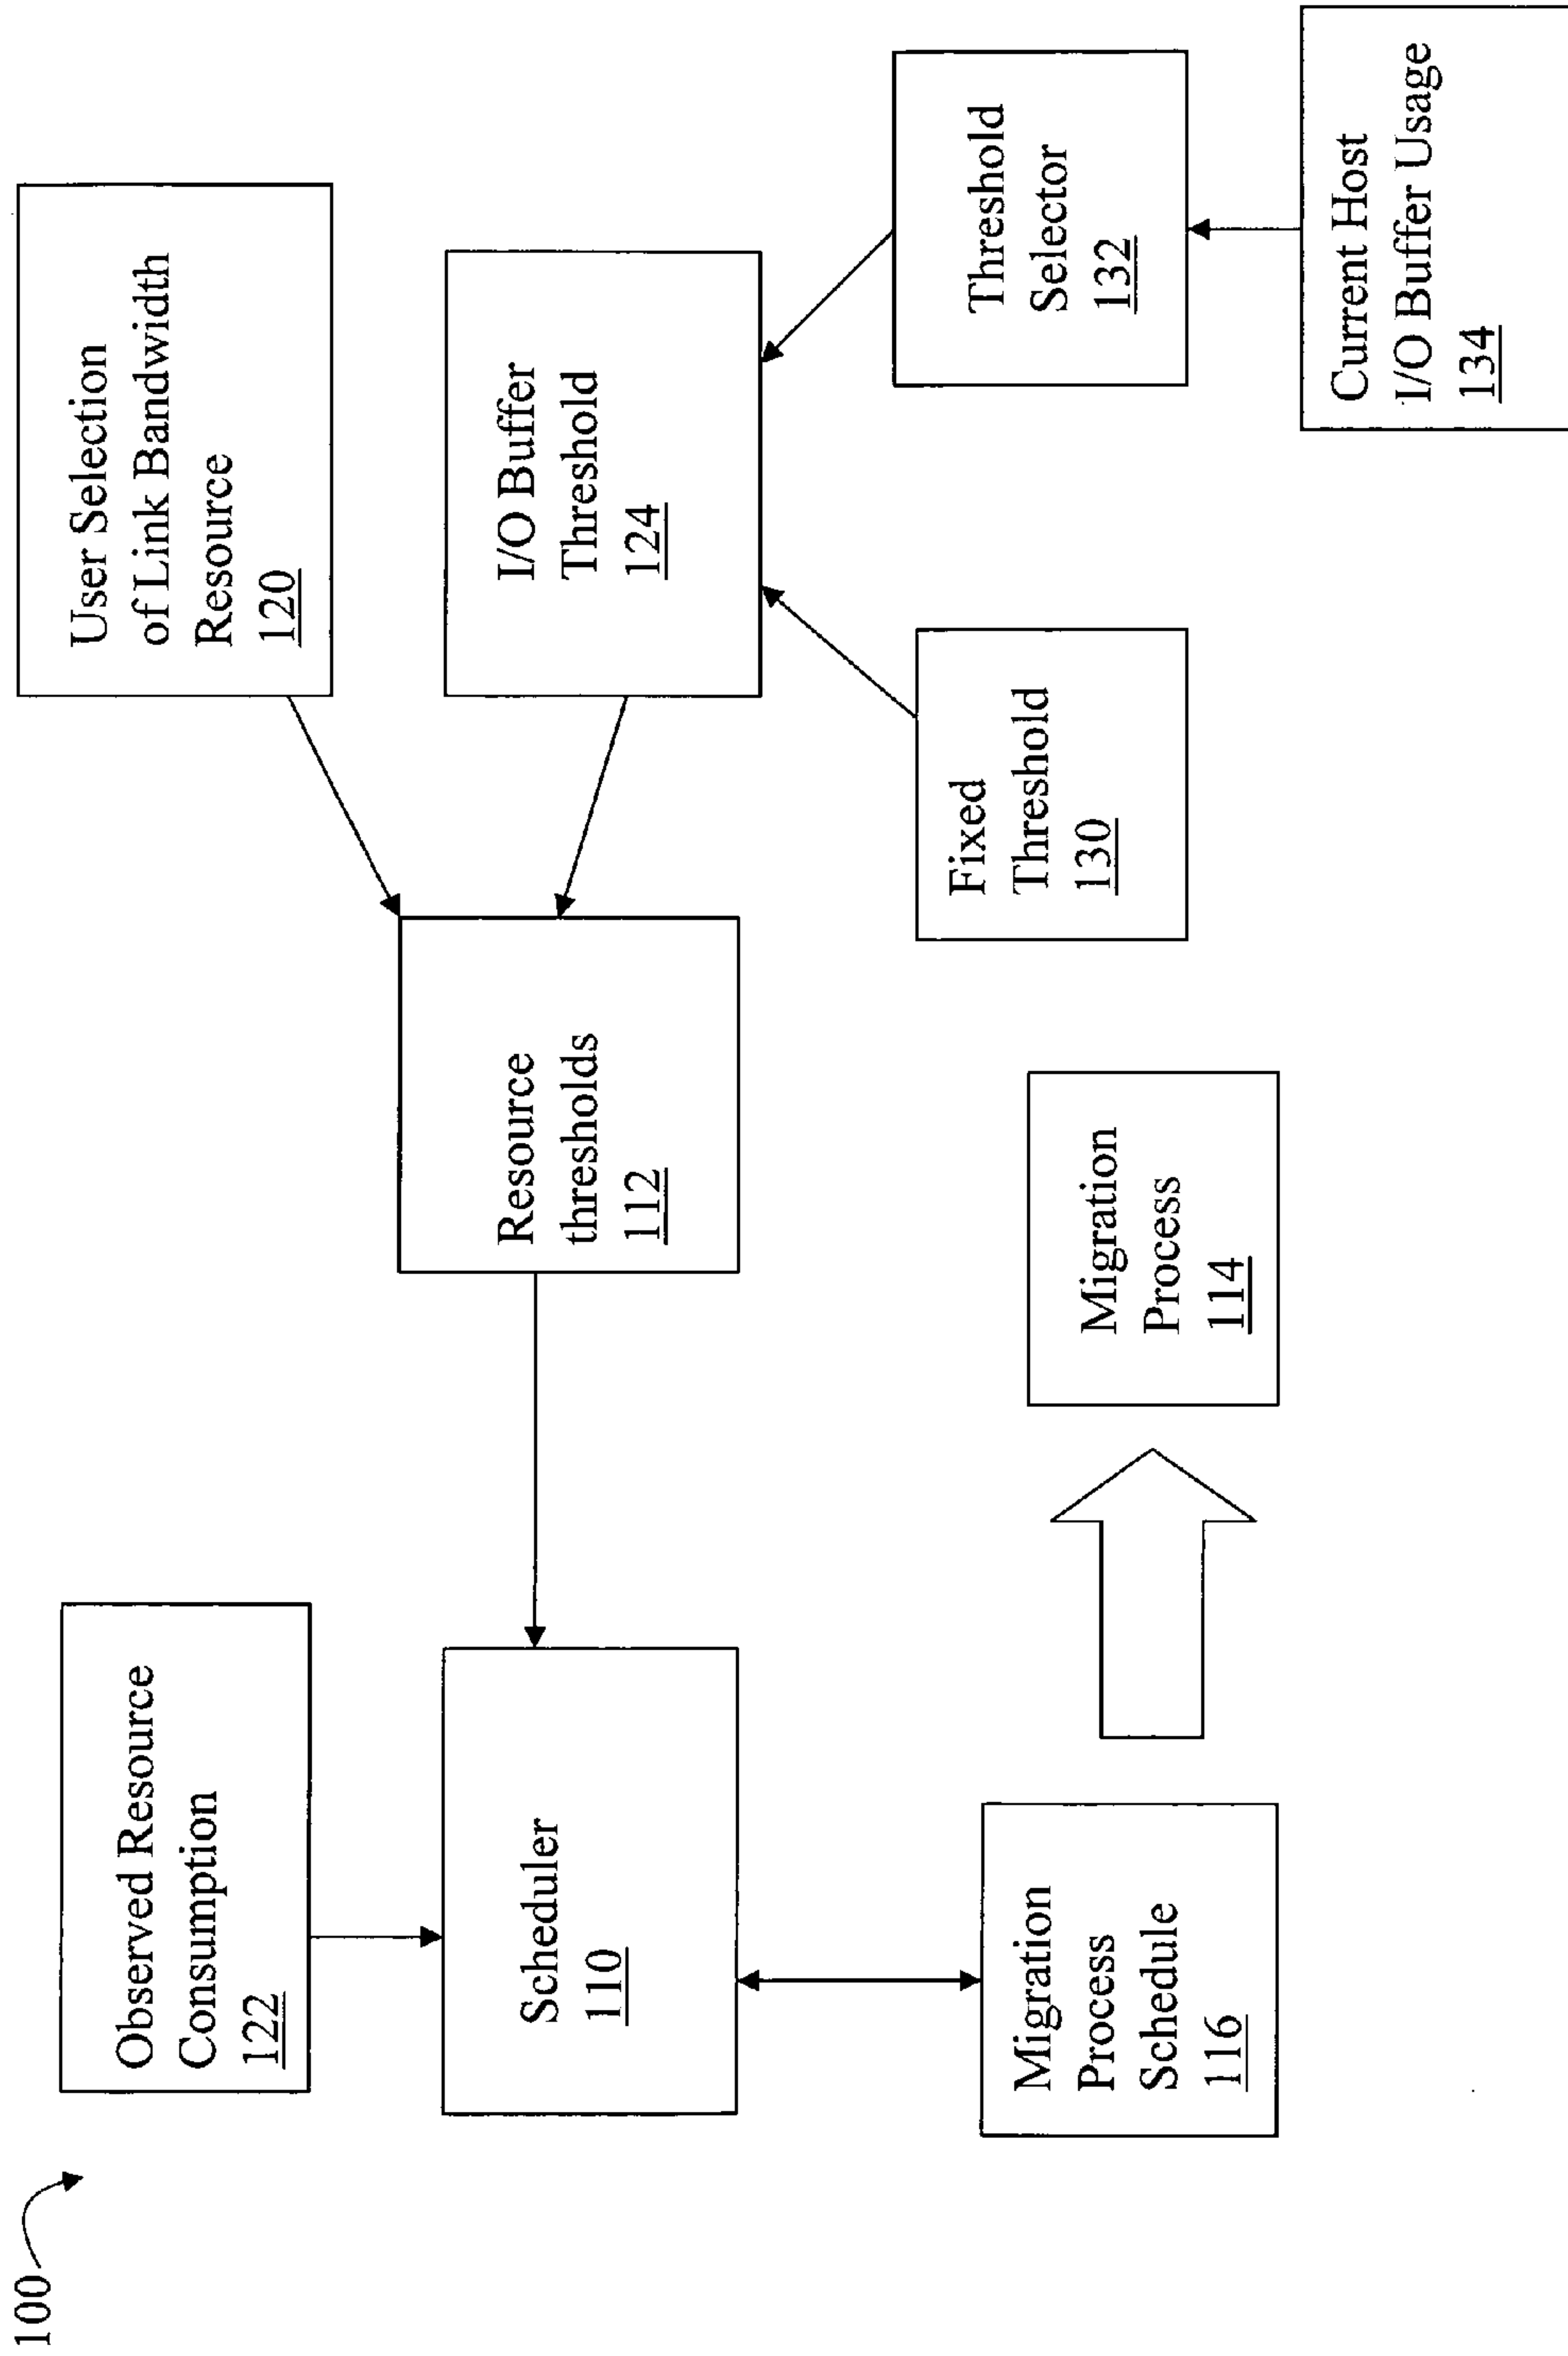 100
Observed Resource
Consumption
122
User Selection
of Link Bandwidth
Resource
120
Scheduler
110
Resource
thresholds
112
I/O Buffer
Threshold
124
Migration
Process
Schedule
116
Migration
Process
114
Fixed
Threshold
130
Threshold
Selector
132
Current Host
I/O Buffer Usage
134